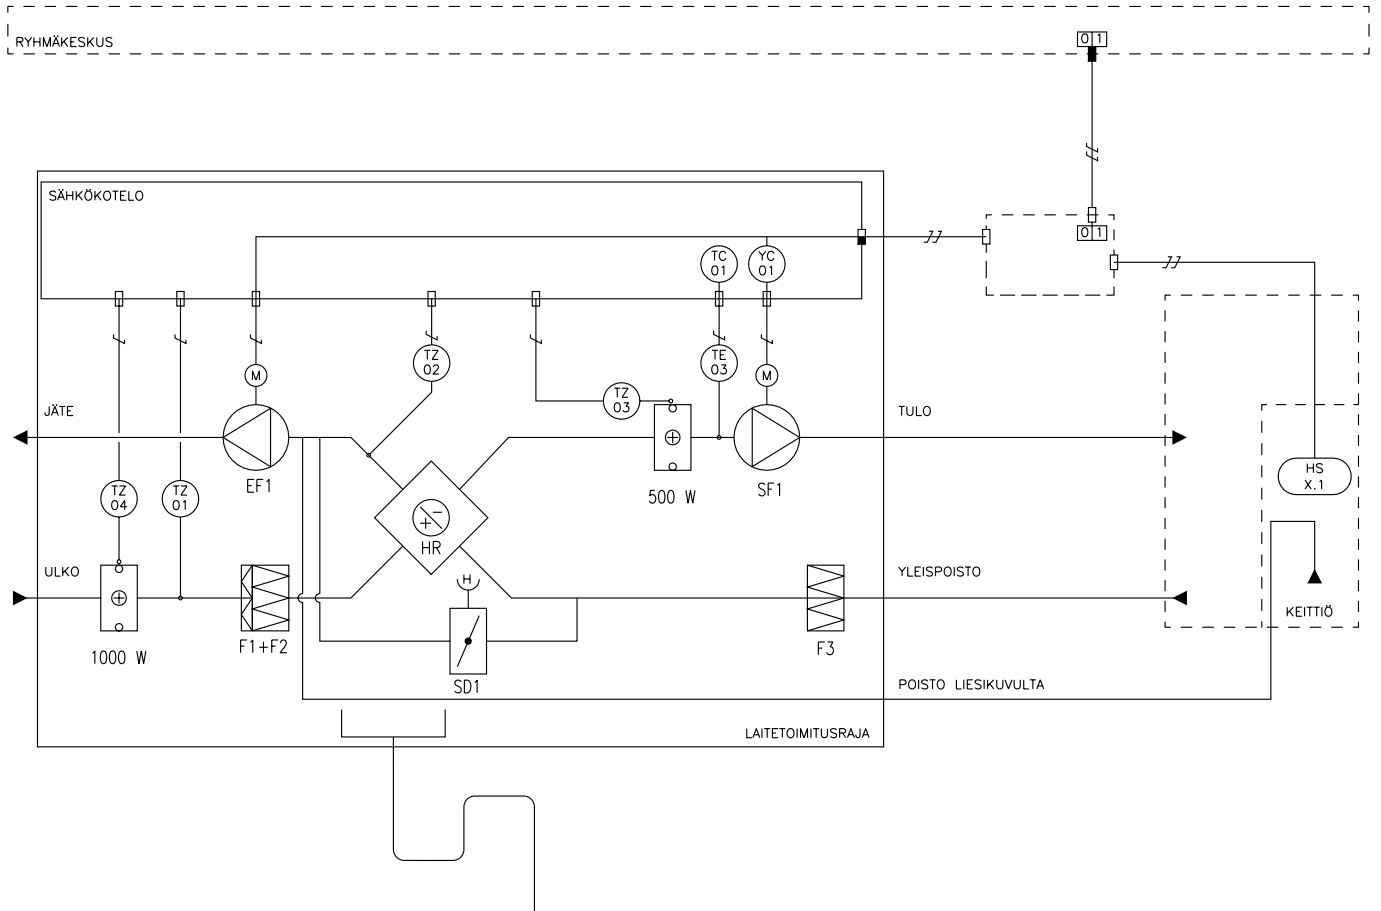 RYHMÄKESKUS
0 1
SÄHKÖKOTELO
0 1
TC
01
YC
01
TZ
02
TE
03
M
M
TZ
03
JÄTE
TULO
EF1
500 W
SF1
HS
X.1
TZ
04
TZ
01
+ -
HR
ULKO
H
YLEISPOISTO
KEITTIÖ
1000 W
F1+F2
F3
SD1
POISTO LIESIKUVULTA
LAITETOIMITUSRAJA